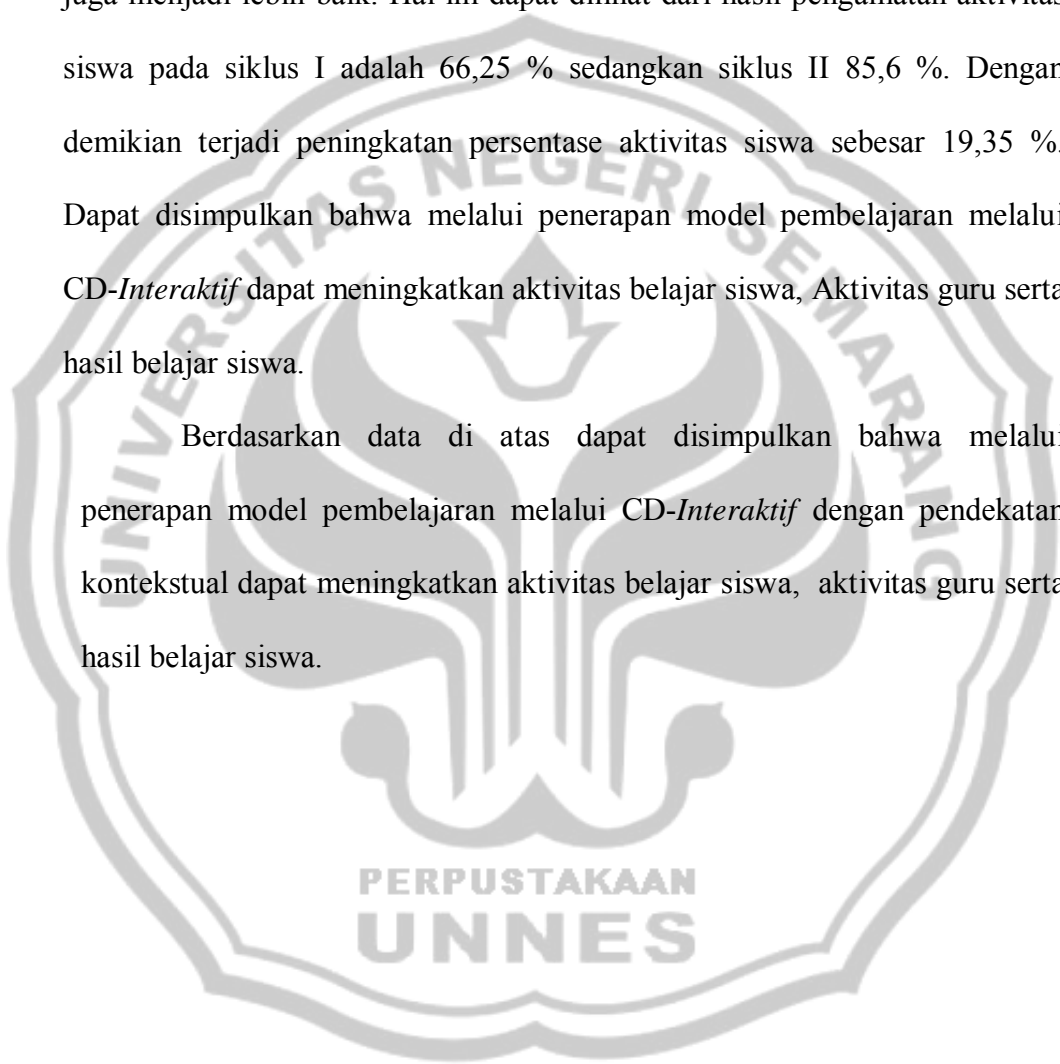 juga menjadi lebih baik. Hal ini dapat dilihat dari hasil pengamatan aktivitas
siswa pada siklus I adalah 66,25 % sedangkan siklus II 85,6 %. Dengan
demikian terjadi peningkatan persentase aktivitas siswa sebesar 19,35 %.
Dapat disimpulkan bahwa melalui penerapan model pembelajaran melalui
CD-Interaktif dapat meningkatkan aktivitas belajar siswa, Aktivitas guru serta
hasil belajar siswa.
Berdasarkan data di atas dapat disimpulkan bahwa melalui
penerapan model pembelajaran melalui CD-Interaktif dengan pendekatan
kontekstual dapat meningkatkan aktivitas belajar siswa, aktivitas guru serta
hasil belajar siswa.
UNIVERSITAS NEGERI SEMARANG
PERPUSTAKAAN
UNNES